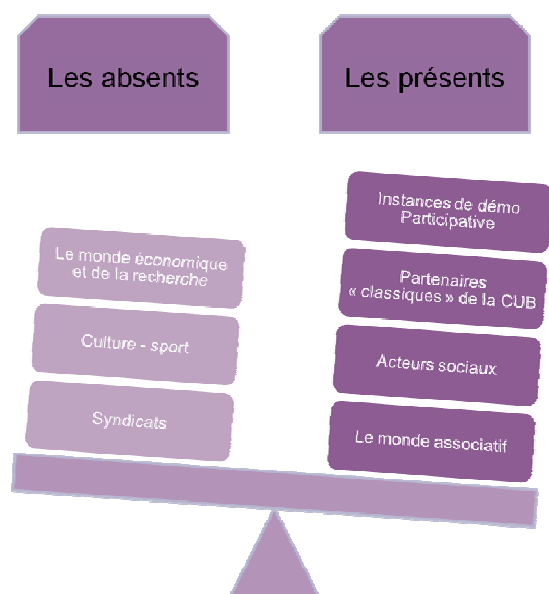 Les absents
Les présents
Le monde économique
et de la recherche
Culture - sport
Syndicats
Instances de démo
Participative
Partenaires
« classiques » de la CUB
Acteurs sociaux
Le monde associatif